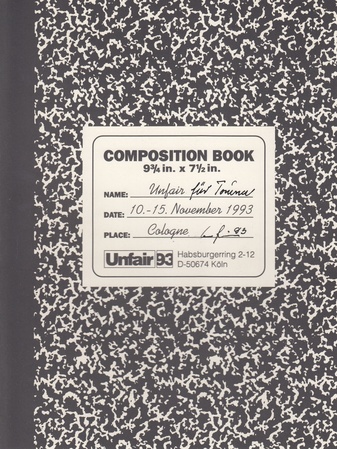 COMPOSITION BOOK
9¾ in. x 7½ in.
NAME: Unfair für
DATE: 10.-15. November 1993
PLACE: Cologne 93
Unfair 93 Habsburgerring 2-12
D-50674 Köln